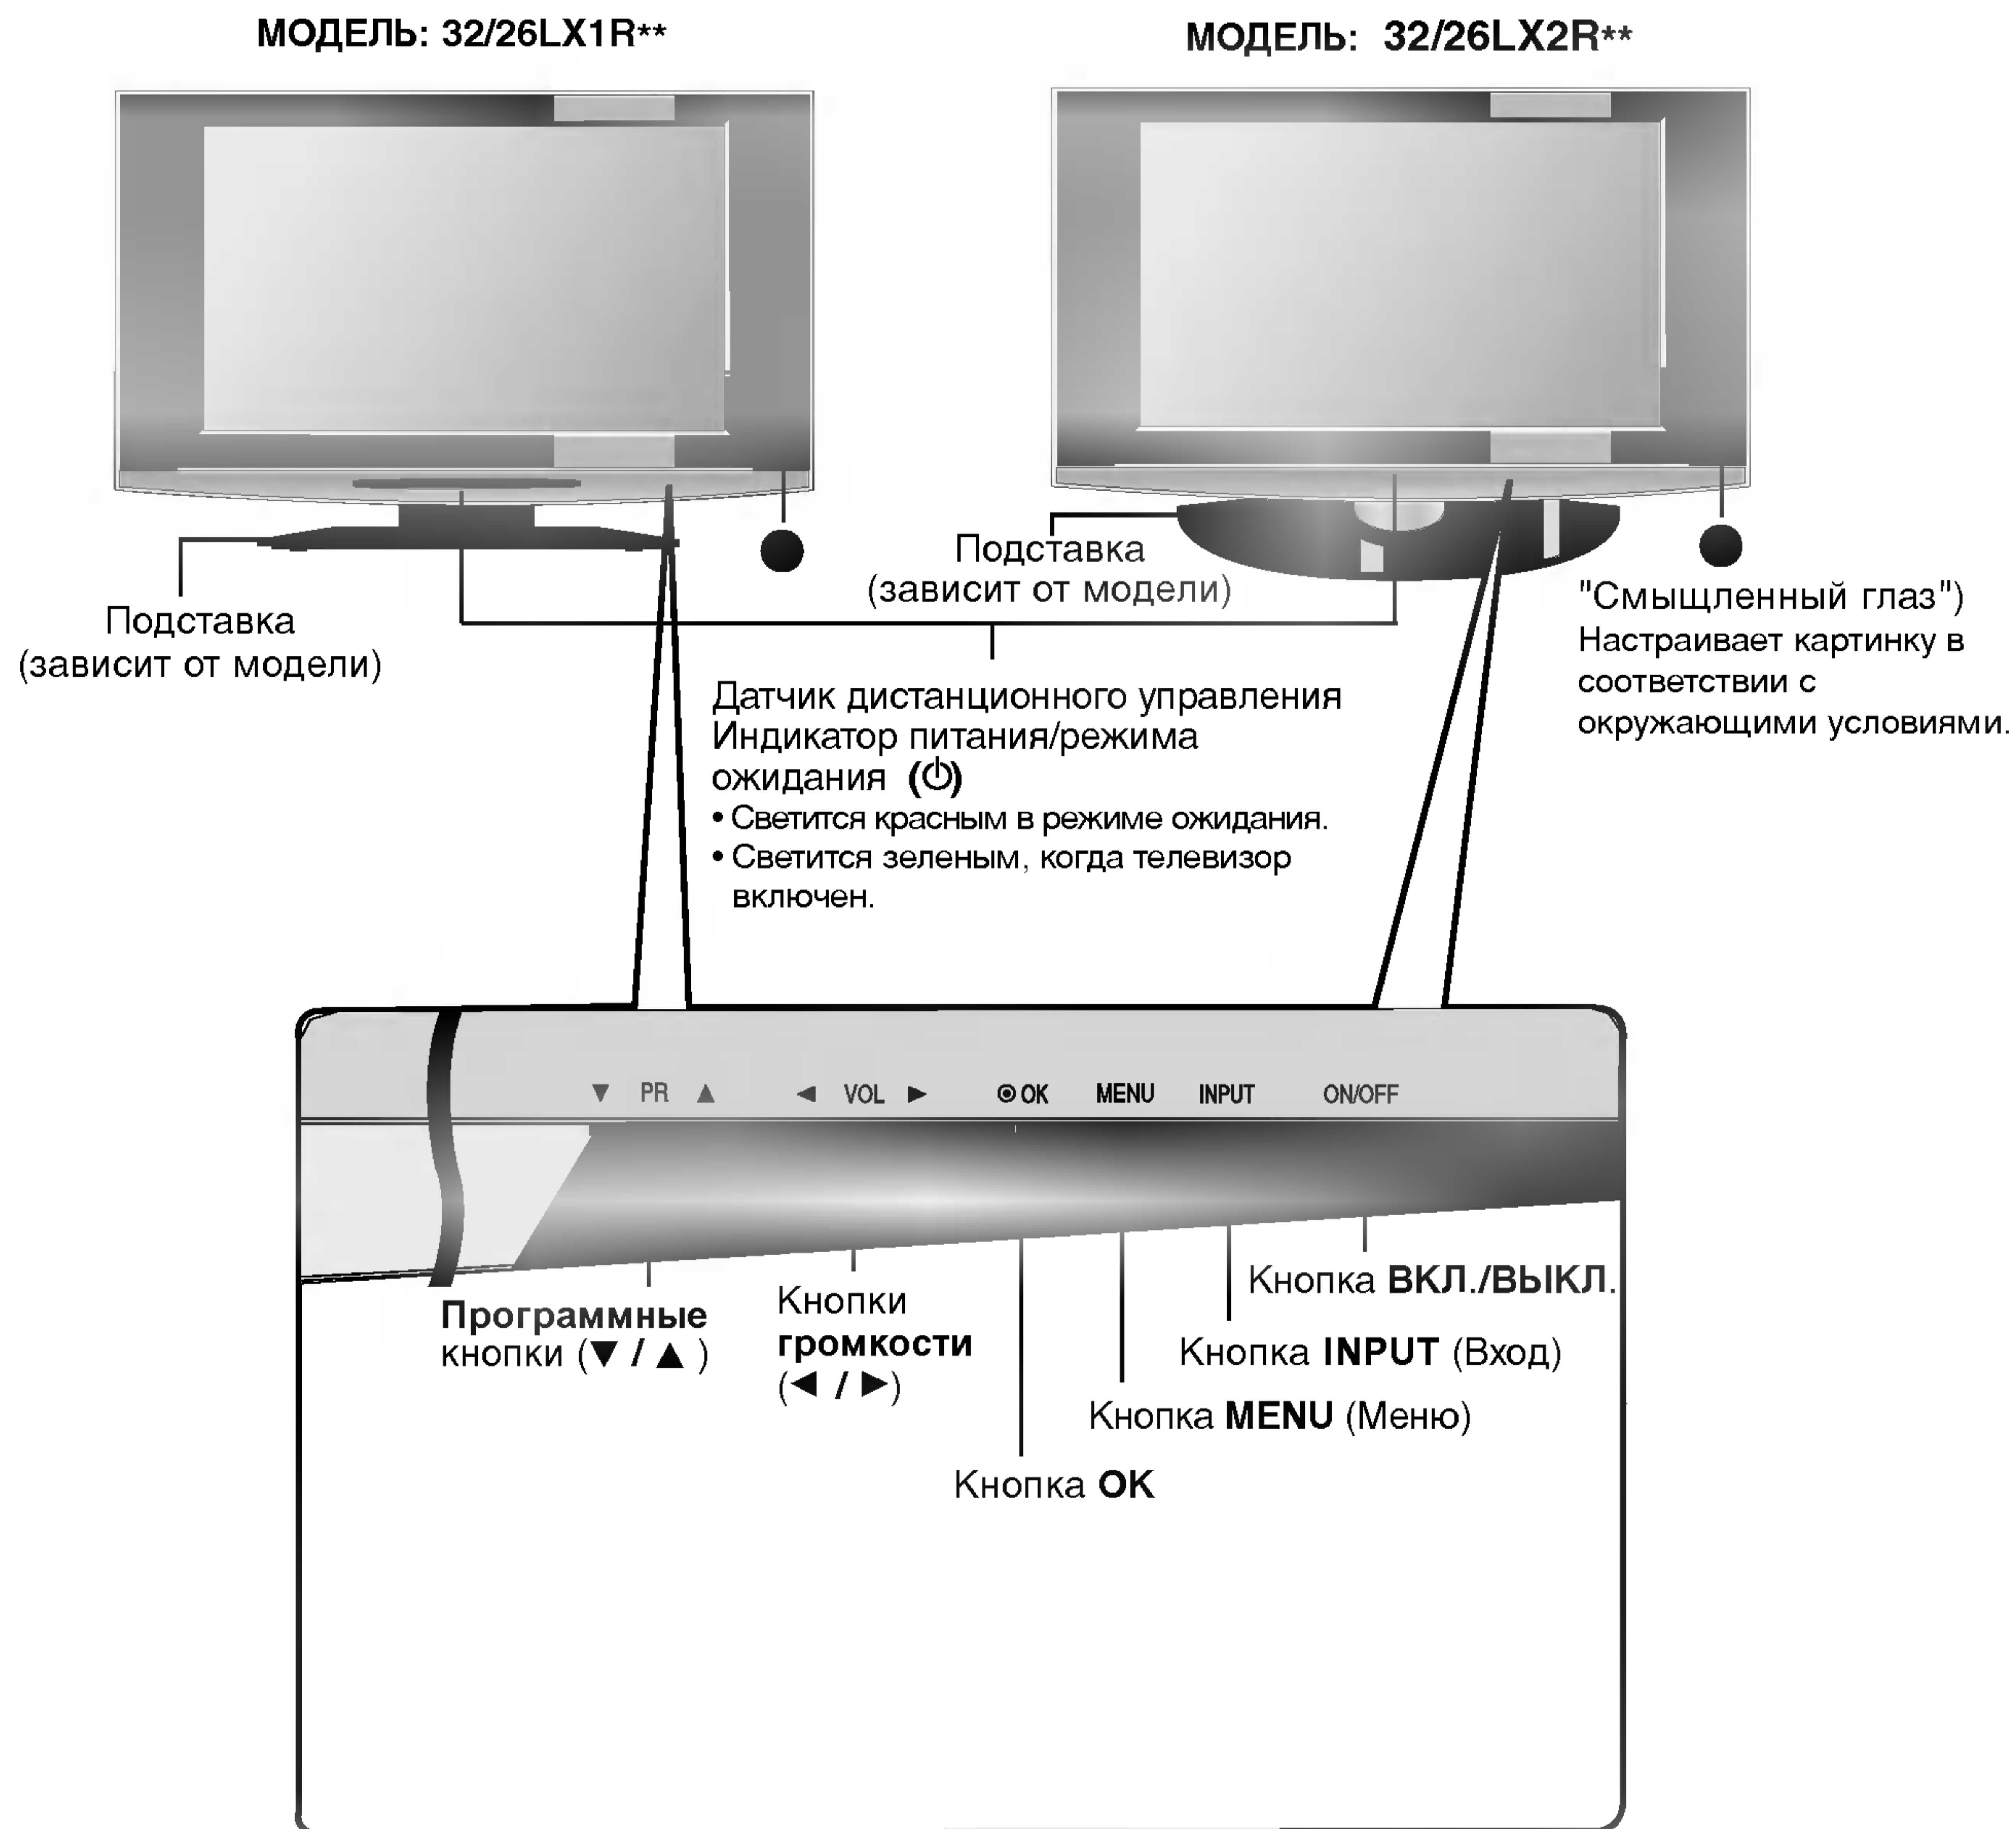 МОДЕЛЬ: 32/26LX1R**
МОДЕЛЬ: 32/26LX2R**
Подставка
(зависит от модели)
Подставка
(зависит от модели)
"Смыщленный глаз")
Настраивает картинку в
соответствии с
окружающими условиями.
Датчик дистанционного управления
Индикатор питания/режима
ожидания (⏻)
• Светится красным в режиме ожидания.
• Светится зеленым, когда телевизор
включен.
▼ PR ▲ ◀ VOL ▶ ⊙ OK MENU INPUT ON/OFF
Программные
кнопки (▼ / ▲ )
Кнопки
громкости
(◀ / ▶)
Кнопка ВКЛ./ВЫКЛ.
Кнопка INPUT (Вход)
Кнопка MENU (Меню)
Кнопка OK